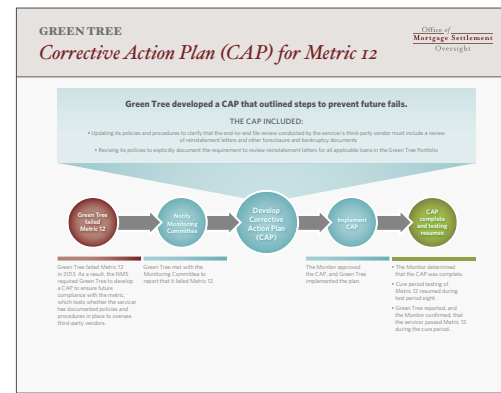 GREEN TREE
Corrective Action Plan (CAP) for Metric 12
Office of
Mortgage Settlement
Oversight
Green Tree developed a CAP that outlined steps to prevent future fails.
THE CAP INCLUDED:
• Updating its policies and procedures to clarify that the end-to-end file review conducted by the servicer's third-party vendor must include a review
of reinstatement letters and other foreclosure and bankruptcy documents
• Revising its policies to explicitly document the requirement to review reinstatement letters for all applicable loans in the Green Tree Portfolio
Green Tree
failed
Metric 12
Notify
Monitoring
Committee
Develop
Corrective
Action Plan
(CAP)
Implement
CAP
CAP
complete
and testing
resumes
Green Tree failed Metric 12
in 2013. As a result, the NMS
required Green Tree to develop
a CAP to ensure future
compliance with the metric,
which tests whether the servicer
has documented policies and
procedures in place to oversee
third-party vendors.
Green Tree met with the
Monitoring Committee to
report that it failed Metric 12.
The Monitor approved
the CAP, and Green Tree
implemented the plan.
• The Monitor determined
that the CAP was complete.
• Cure period testing of
Metric 12 resumed during
test period eight.
• Green Tree reported, and
the Monitor confirmed, that
the servicer passed Metric 12
during the cure period.